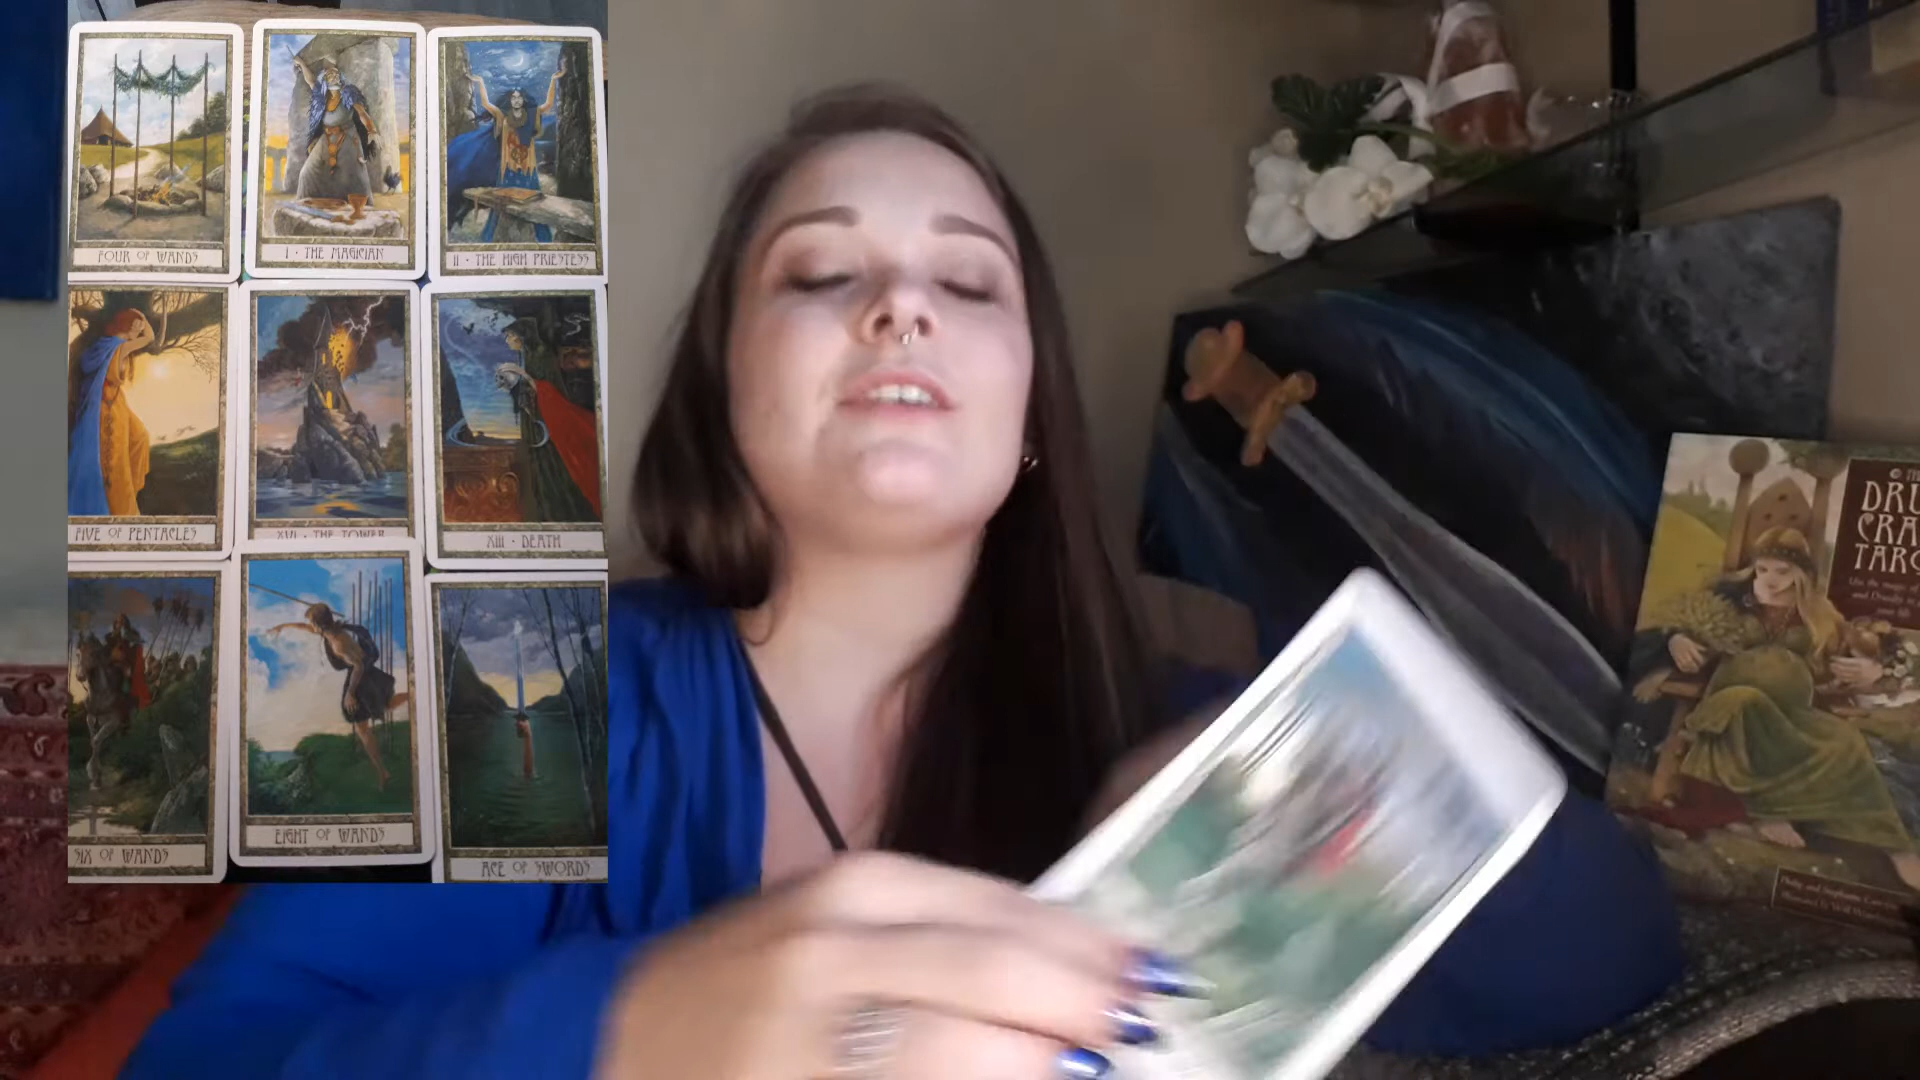 FOUR OF WANDS
I · THE MAGICIAN
II · THE HIGH PRIESTESS
FIVE OF PENTACLES
XVI · THE TOWER
XIII · DEATH
SIX OF WANDS
EIGHT OF WANDS
ACE OF SWORDS
DRU
CRA
TARO